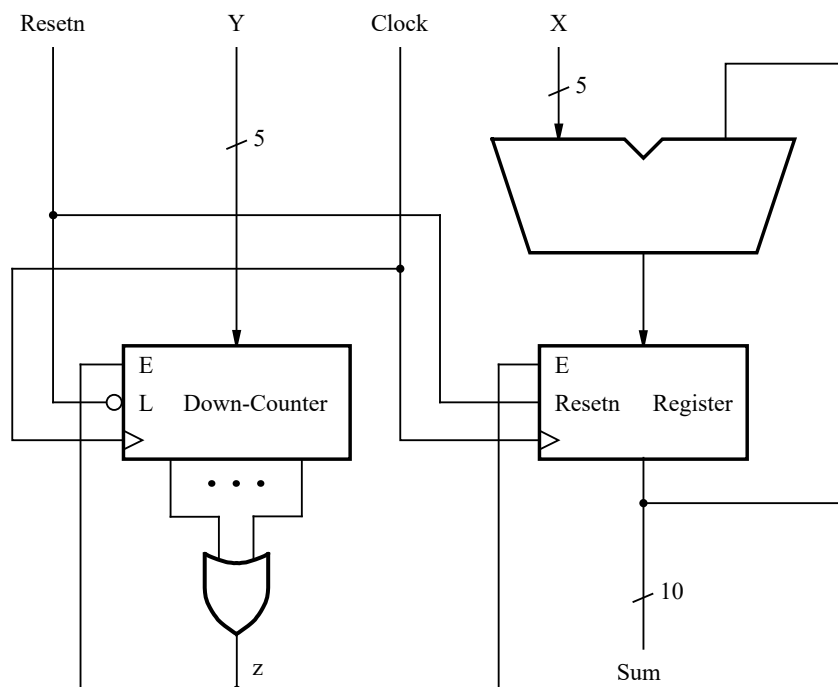 Resetn Y Clock X
5
5
E
L Down-Counter
E
Resetn Register
10
z
Sum